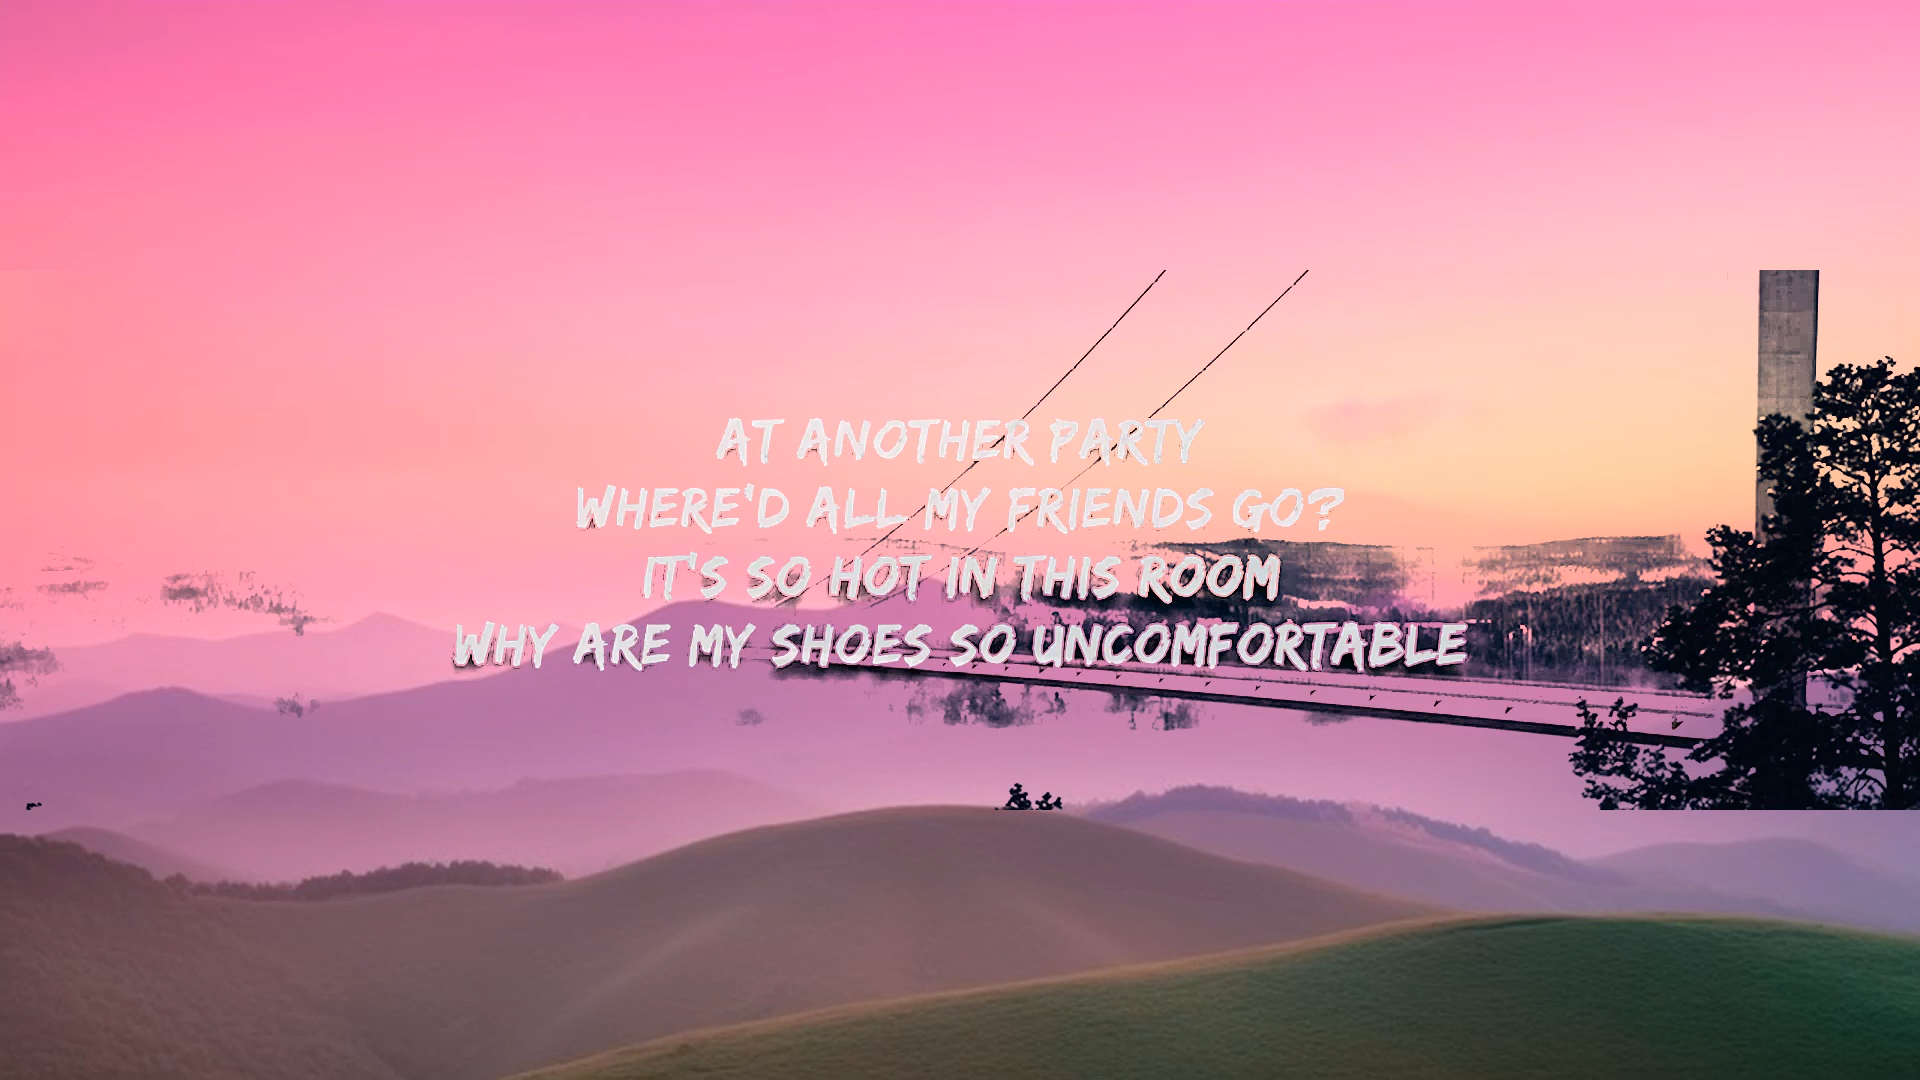 AT ANOTHER PARTY
WHERE'D ALL MY FRIENDS GO?
IT'S SO HOT IN THIS ROOM
WHY ARE MY SHOES SO UNCOMFORTABLE